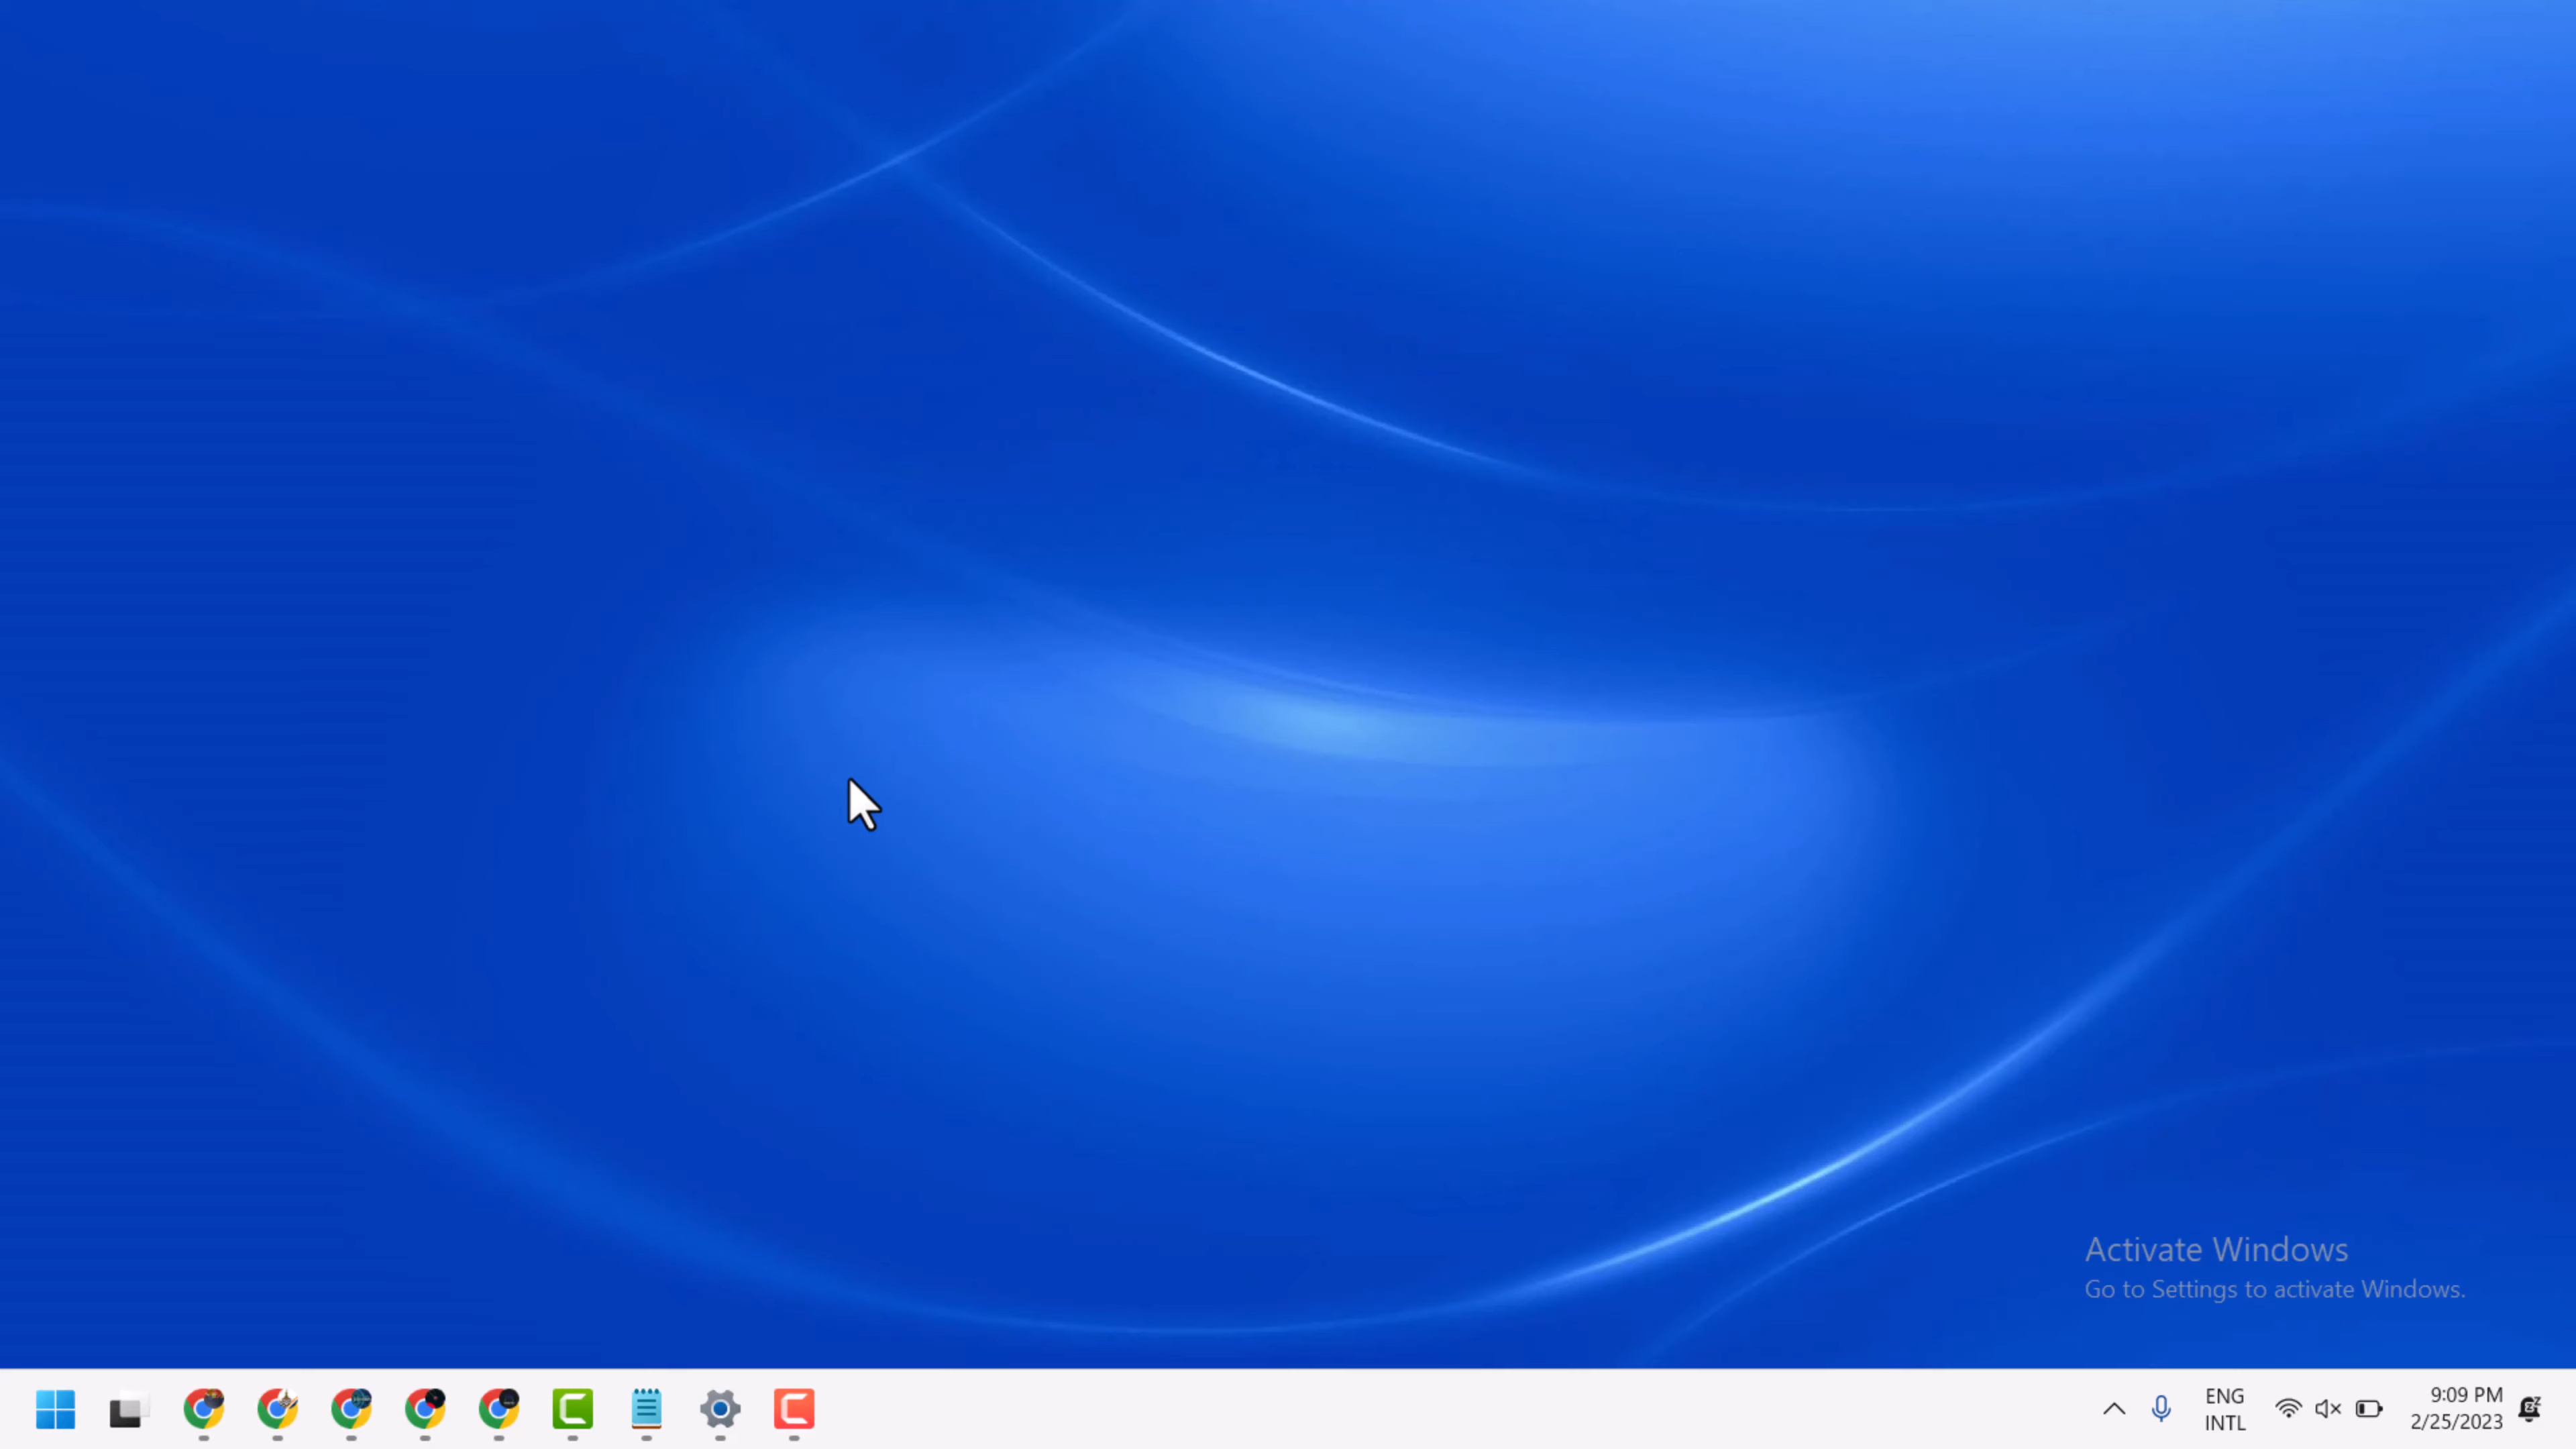 Activate Windows
Go to Settings to activate Windows.
ENG
INTL
9:09 PM
2/25/2023